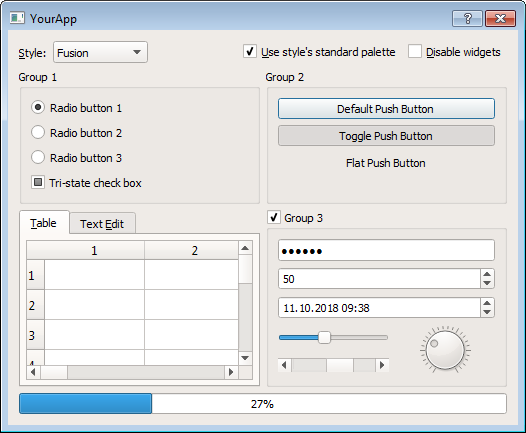 YourApp
Style: Fusion
Use style's standard palette
Disable widgets
Group 1
Radio button 1
Radio button 2
Radio button 3
Tri-state check box
Group 2
Default Push Button
Toggle Push Button
Flat Push Button
Table
Text Edit
1 2
1
2
3
4
Group 3
••••••
50
11.10.2018 09:38
27%